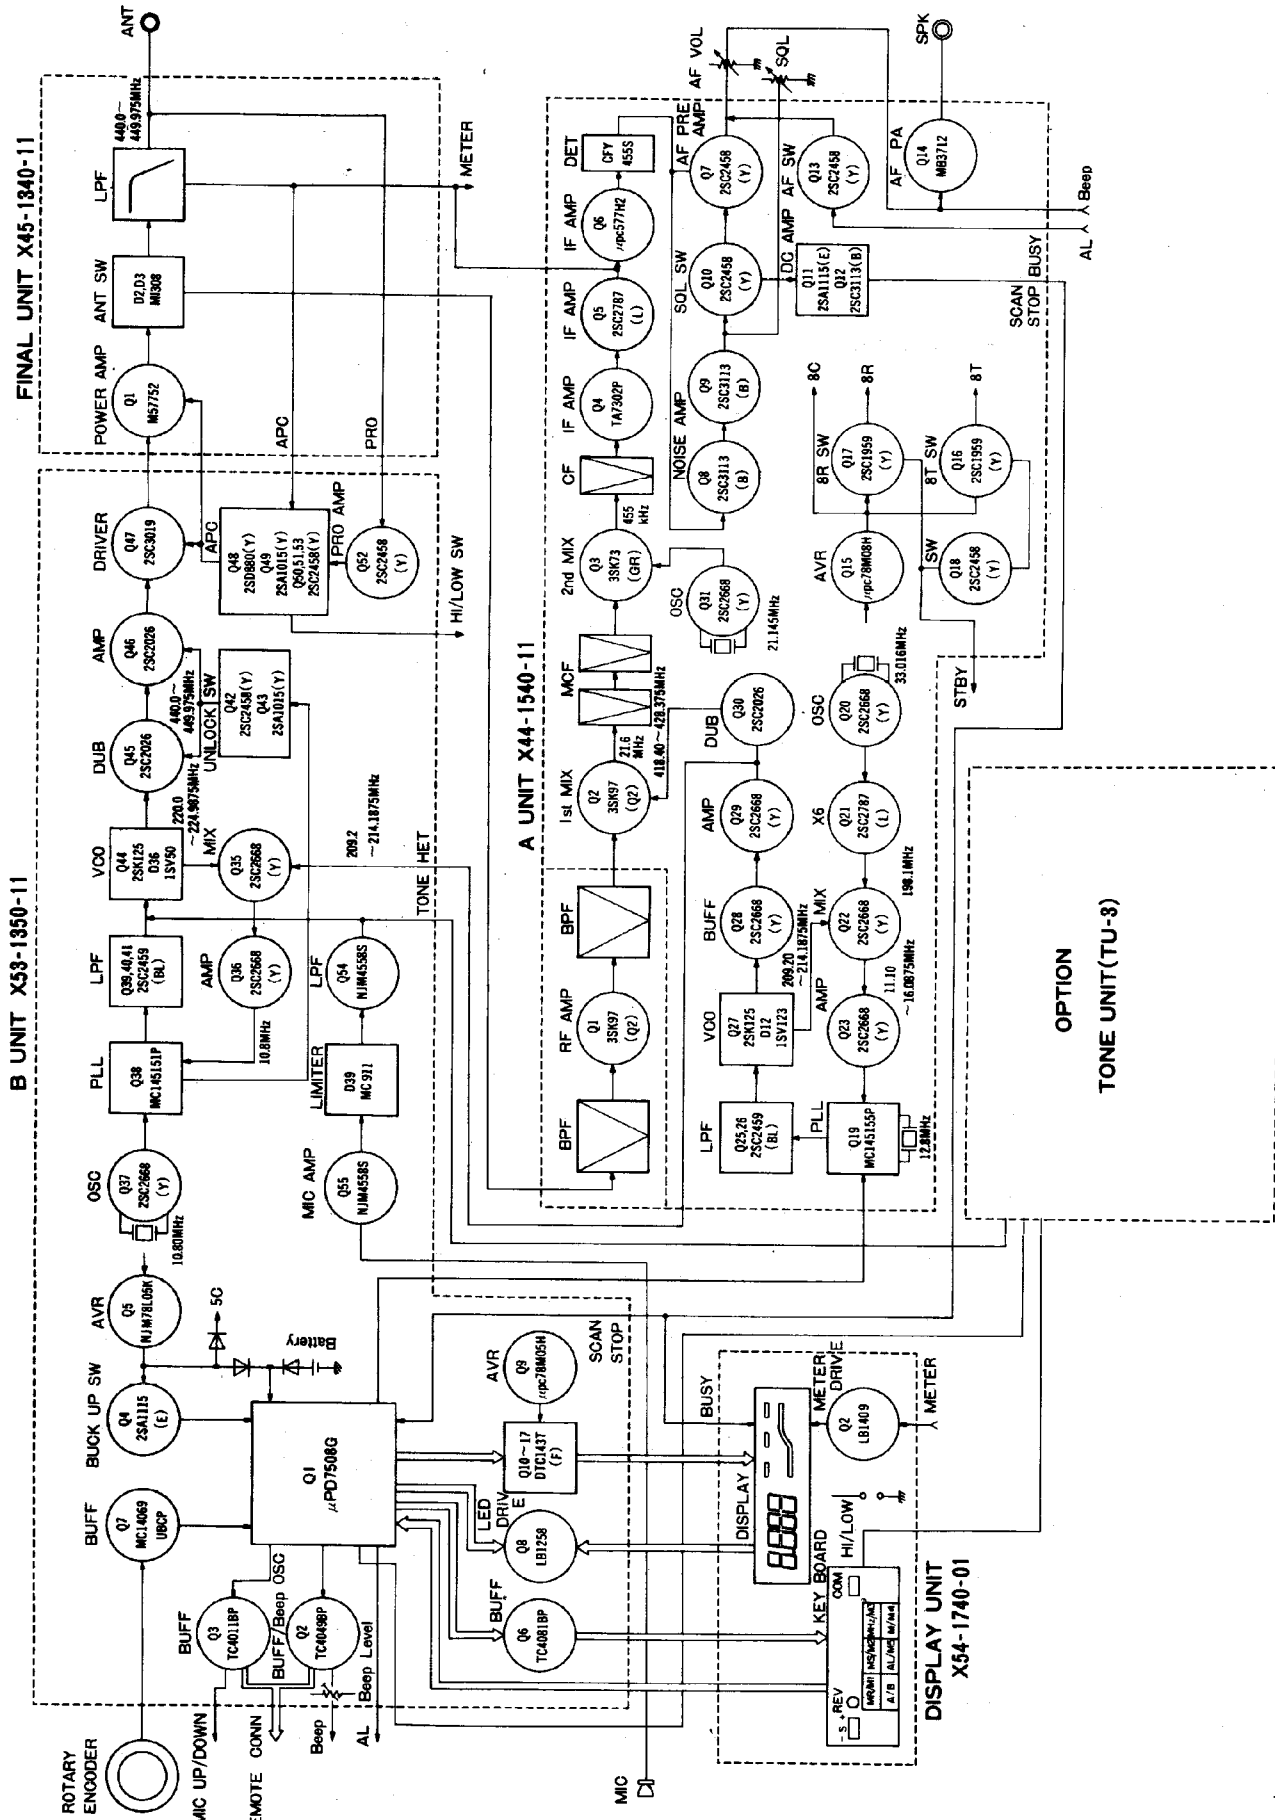 FINAL UNIT X45-1340-11
ANT
440.0~
449.975MHz
LPF
ANT SW
D2,D3
MI308
POWER AMP
Q1
M57752
METER
APC
PRO
B UNIT X53-1350-11
DRIVER
Q47
2SC3019
AMP
Q46
2SC2026
DUB
Q45
2SC2026
440.0~
449.975MHz
220.0
~224.9875MHz
VCO
Q44
2SK125
D36
1SV50
LPF
Q39,40,41
2SC2459
(BL)
PLL
Q38
MC145151P
OSC
Q37
2SC2668
(Y)
10.80MHz
AVR
Q5
NJM78L05K
BUCK UP SW
Q4
2SA1115
(E)
BUFF
Q7
MC14069
UBCP
ROTARY
ENCODER
APC
Q48
2SD880(Y)
Q49
2SA1015(Y)
Q50,51,53
2SC2458(Y)
PRO AMP
Q52
2SC2458
(Y)
HI/LOW SW
UNLOCK SW
Q42
2SC2458(Y)
Q43
2SA1015(Y)
MIX
Q35
2SC2668
(Y)
209.2
~214.1875MHz
AMP
Q36
2SC2668
(Y)
10.8MHz
TONE HET
LPF
Q54
NJM4558S
LIMITER
D39
MC911
MIC AMP
Q55
NJM4558S
5C
Battery
Q1
μPD7508G
BUFF
Q3
TC4011BP
BUFF/Beep OSC
Q2
TC4049BP
Beep Level
MIC UP/DOWN
EMOTE CONN
Beep
AL
MIC
AVR
Q9
μpc78M05H
SCAN
STOP
Q10~17
DTC143T
(F)
LED
DRIV
E
Q8
LB1258
BUFF
Q6
TC4081BP
A UNIT X44-1540-11
DET
CFY
455S
IF AMP
Q6
μpc577H2
IF AMP
Q5
2SC2787
(L)
IF AMP
Q4
TA7302P
CF
455
kHz
2nd MIX
Q3
3SK73
(GR)
MCF
21.6
MHz
1st MIX
Q2
3SK97
(Q2)
BPF
RF AMP
Q1
3SK97
(Q2)
BPF
OSC
Q31
2SC2668
(Y)
21.145MHz
AF VOL
SQL
AF PRE
AMP
Q7
2SC2458
(Y)
SQL SW
Q10
2SC2458
(Y)
NOISE AMP
Q9
2SC3113
(B)
Q8
2SC3113
(B)
AF SW
Q13
2SC2458
(Y)
DC AMP
Q11
2SA1115(E)
Q12
2SC3113(B)
SPK
AF PA
Q14
MB3712
Beep
AL
SCAN
STOP BUSY
418.40~428.375MHz
DUB
Q30
2SC2026
AMP
Q29
2SC2668
(Y)
BUFF
Q28
2SC2668
(Y)
209.20
~214.1875MHz
VCO
Q27
2SK125
D12
1SV123
LPF
Q25,26
2SC2459
(BL)
PLL
Q19
MC145155P
12.8MHz
OSC
Q20
2SC2668
(Y)
33.016MHz
X6
Q21
2SC2787
(L)
198.1MHz
MIX
Q22
2SC2668
(Y)
11.10
~16.0875MHz
AMP
Q23
2SC2668
(Y)
AVR
Q15
μpc78M08H
8R SW
Q17
2SC1959
(Y)
8T SW
Q16
2SC1959
(Y)
SW
Q18
2SC2458
(Y)
8C
8R
8T
STBY
OPTION
TONE UNIT(TU-3)
BUSY
DISPLAY
METER
DRIVE
Q2
LB1409
METER
HI/LOW
KEY BOARD
COM
- S +
REV
MR/M1
MS/M2
MHz/M3
A/B
AL/M5
M/M4
DISPLAY UNIT
X54-1740-01